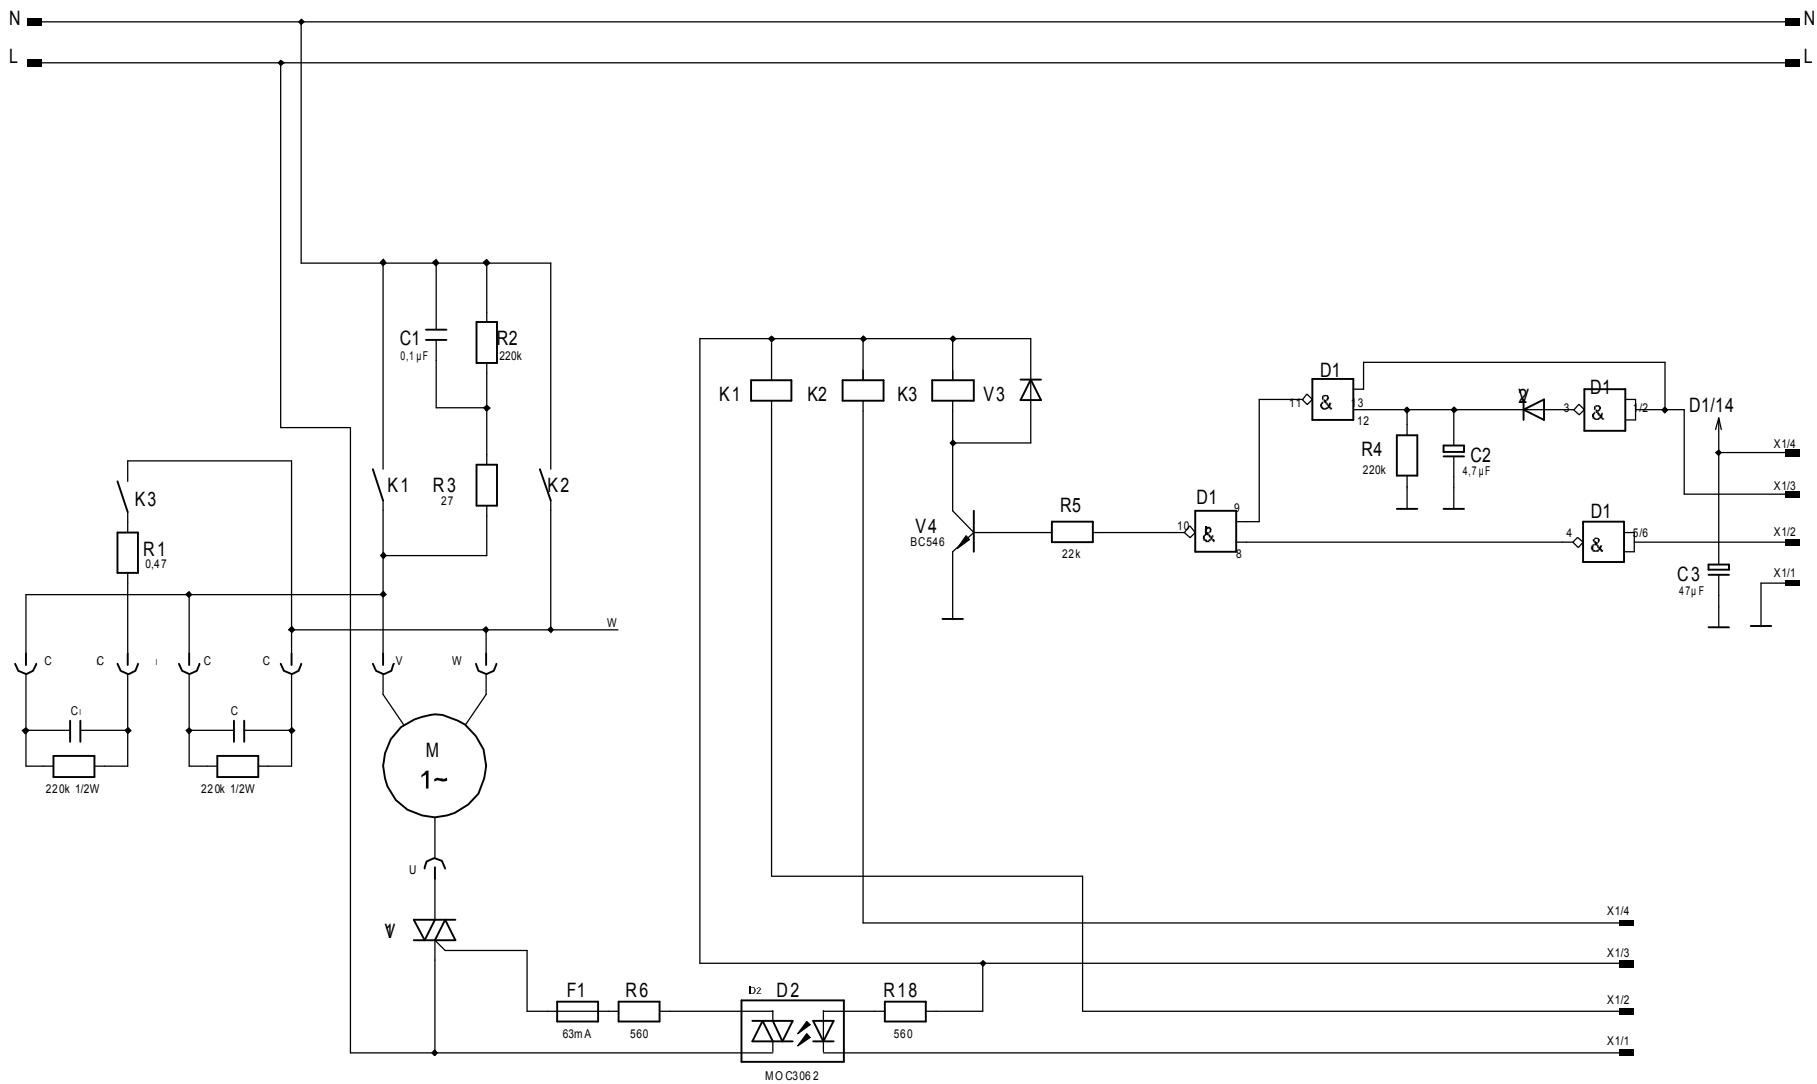 N N
L L
C1
0,1µF
R2
220k
K1
K2
K3
V3
D1
11
&
13
12
D1
3
&
1/2
D1/14
R4
220k
C2
4,7µF
X1/4
X1/3
K3
K1
R3
27
K2
R1
0,47
V4
BC546
R5
22k
D1
10
9
&
8
D1
4
&
5/6
X1/2
C3
47µF
X1/1
W
C C C C V W
C C
220k 1/2W 220k 1/2W
M
1~
U
X1/4
X1/3
F1
63mA
R6
560
D2 D2
MOC3062
R18
560
X1/2
X1/1